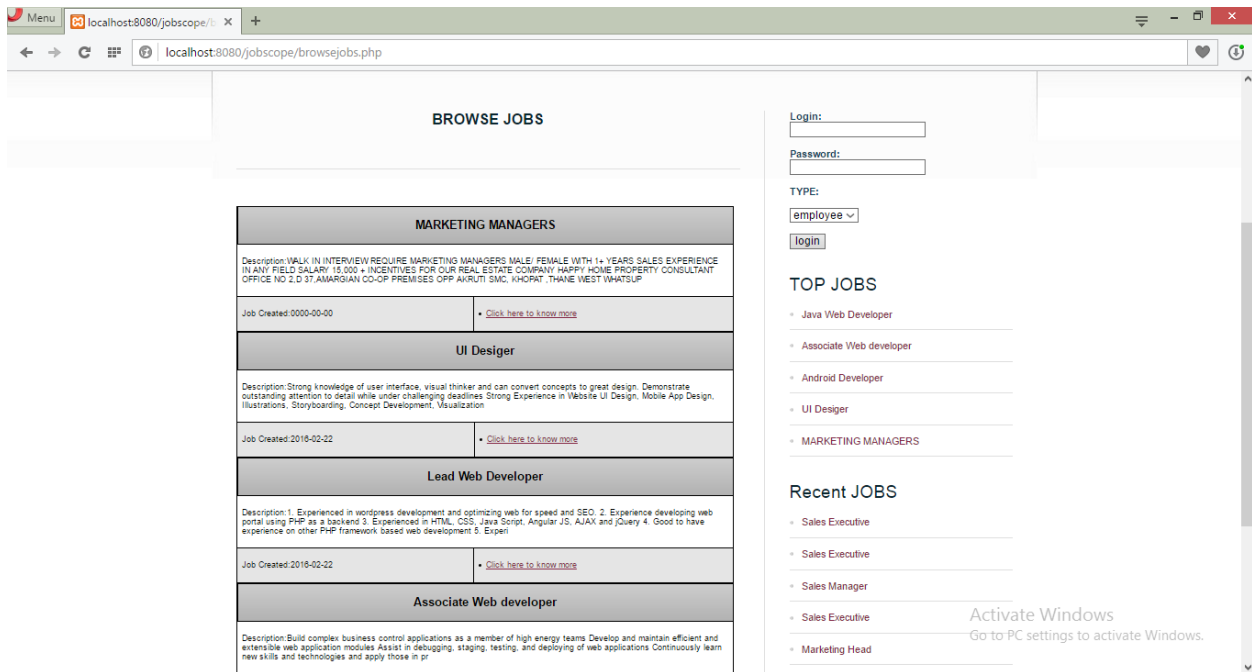 Menu
localhost:8080/jobscope/b
localhost:8080/jobscope/browsejobs.php
BROWSE JOBS
MARKETING MANAGERS
Description:WALK IN INTERVIEW REQUIRE MARKETING MANAGERS MALE/ FEMALE WITH 1+ YEARS SALES EXPERIENCE
IN ANY FIELD SALARY 15,000 + INCENTIVES FOR OUR REAL ESTATE COMPANY HAPPY HOME PROPERTY CONSULTANT
OFFICE NO 2,D 37,AMARGIAN CO-OP PREMISES OPP AKRUTI SMC, KHOPAT ,THANE WEST WHATSUP
Job Created:0000-00-00
Click here to know more
UI Desiger
Description:Strong knowledge of user interface, visual thinker and can convert concepts to great design. Demonstrate
outstanding attention to detail while under challenging deadlines Strong Experience in Website UI Design, Mobile App Design,
Illustrations, Storyboarding, Concept Development, Visualization
Job Created:2016-02-22
Click here to know more
Lead Web Developer
Description:1. Experienced in wordpress development and optimizing web for speed and SEO. 2. Experience developing web
portal using PHP as a backend 3. Experienced in HTML, CSS, Java Script, Angular JS, AJAX and jQuery 4. Good to have
experience on other PHP framework based web development 5. Experi
Job Created:2016-02-22
Click here to know more
Associate Web developer
Description:Build complex business control applications as a member of high energy teams Develop and maintain efficient and
extensible web application modules Assist in debugging, staging, testing, and deploying of web applications Continuously learn
new skills and technologies and apply those in pr
Login:
Password:
TYPE:
employee
login
TOP JOBS
Java Web Developer
Associate Web developer
Android Developer
UI Desiger
MARKETING MANAGERS
Recent JOBS
Sales Executive
Sales Executive
Sales Manager
Sales Executive
Marketing Head
Activate Windows
Go to PC settings to activate Windows.